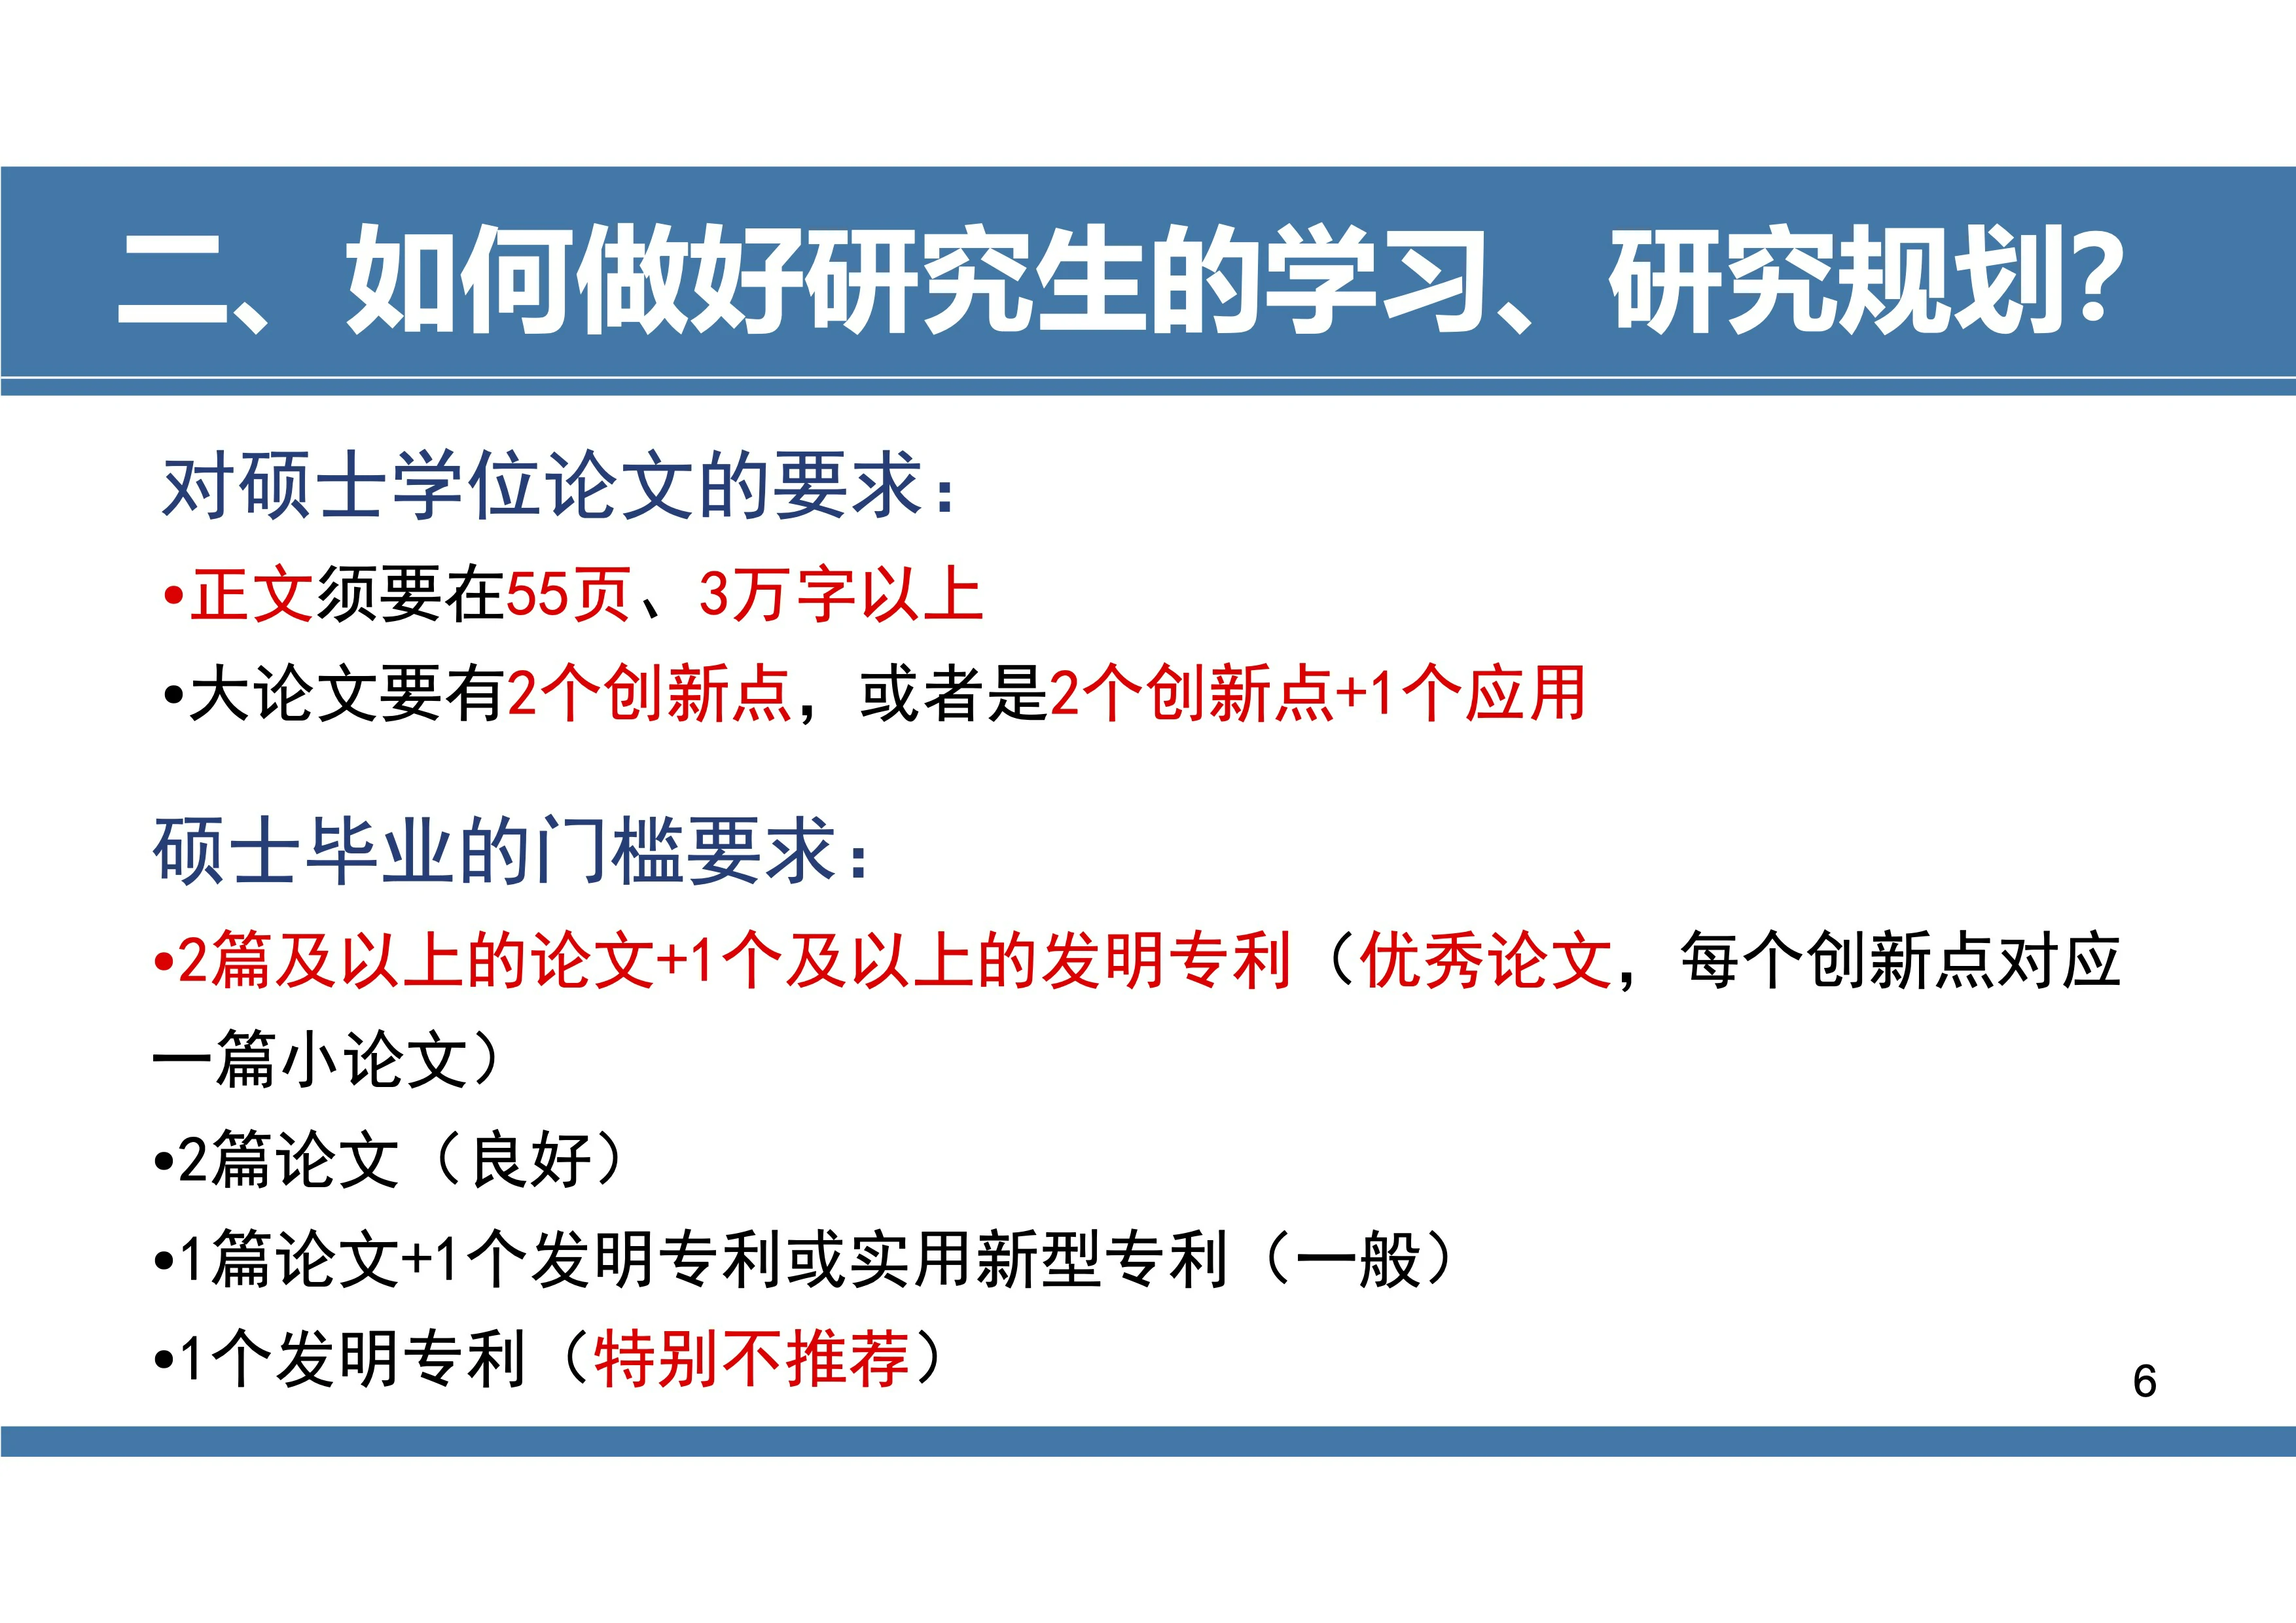 二、如何做好研究生的学习、研究规划?
对硕士学位论文的要求：
•正文须要在55页、3万字以上
•大论文要有2个创新点，或者是2个创新点+1个应用
硕士毕业的门槛要求：
•2篇及以上的论文+1个及以上的发明专利（优秀论文，每个创新点对应
一篇小论文）
•2篇论文（良好）
•1篇论文+1个发明专利或实用新型专利（一般）
•1个发明专利（特别不推荐）
6